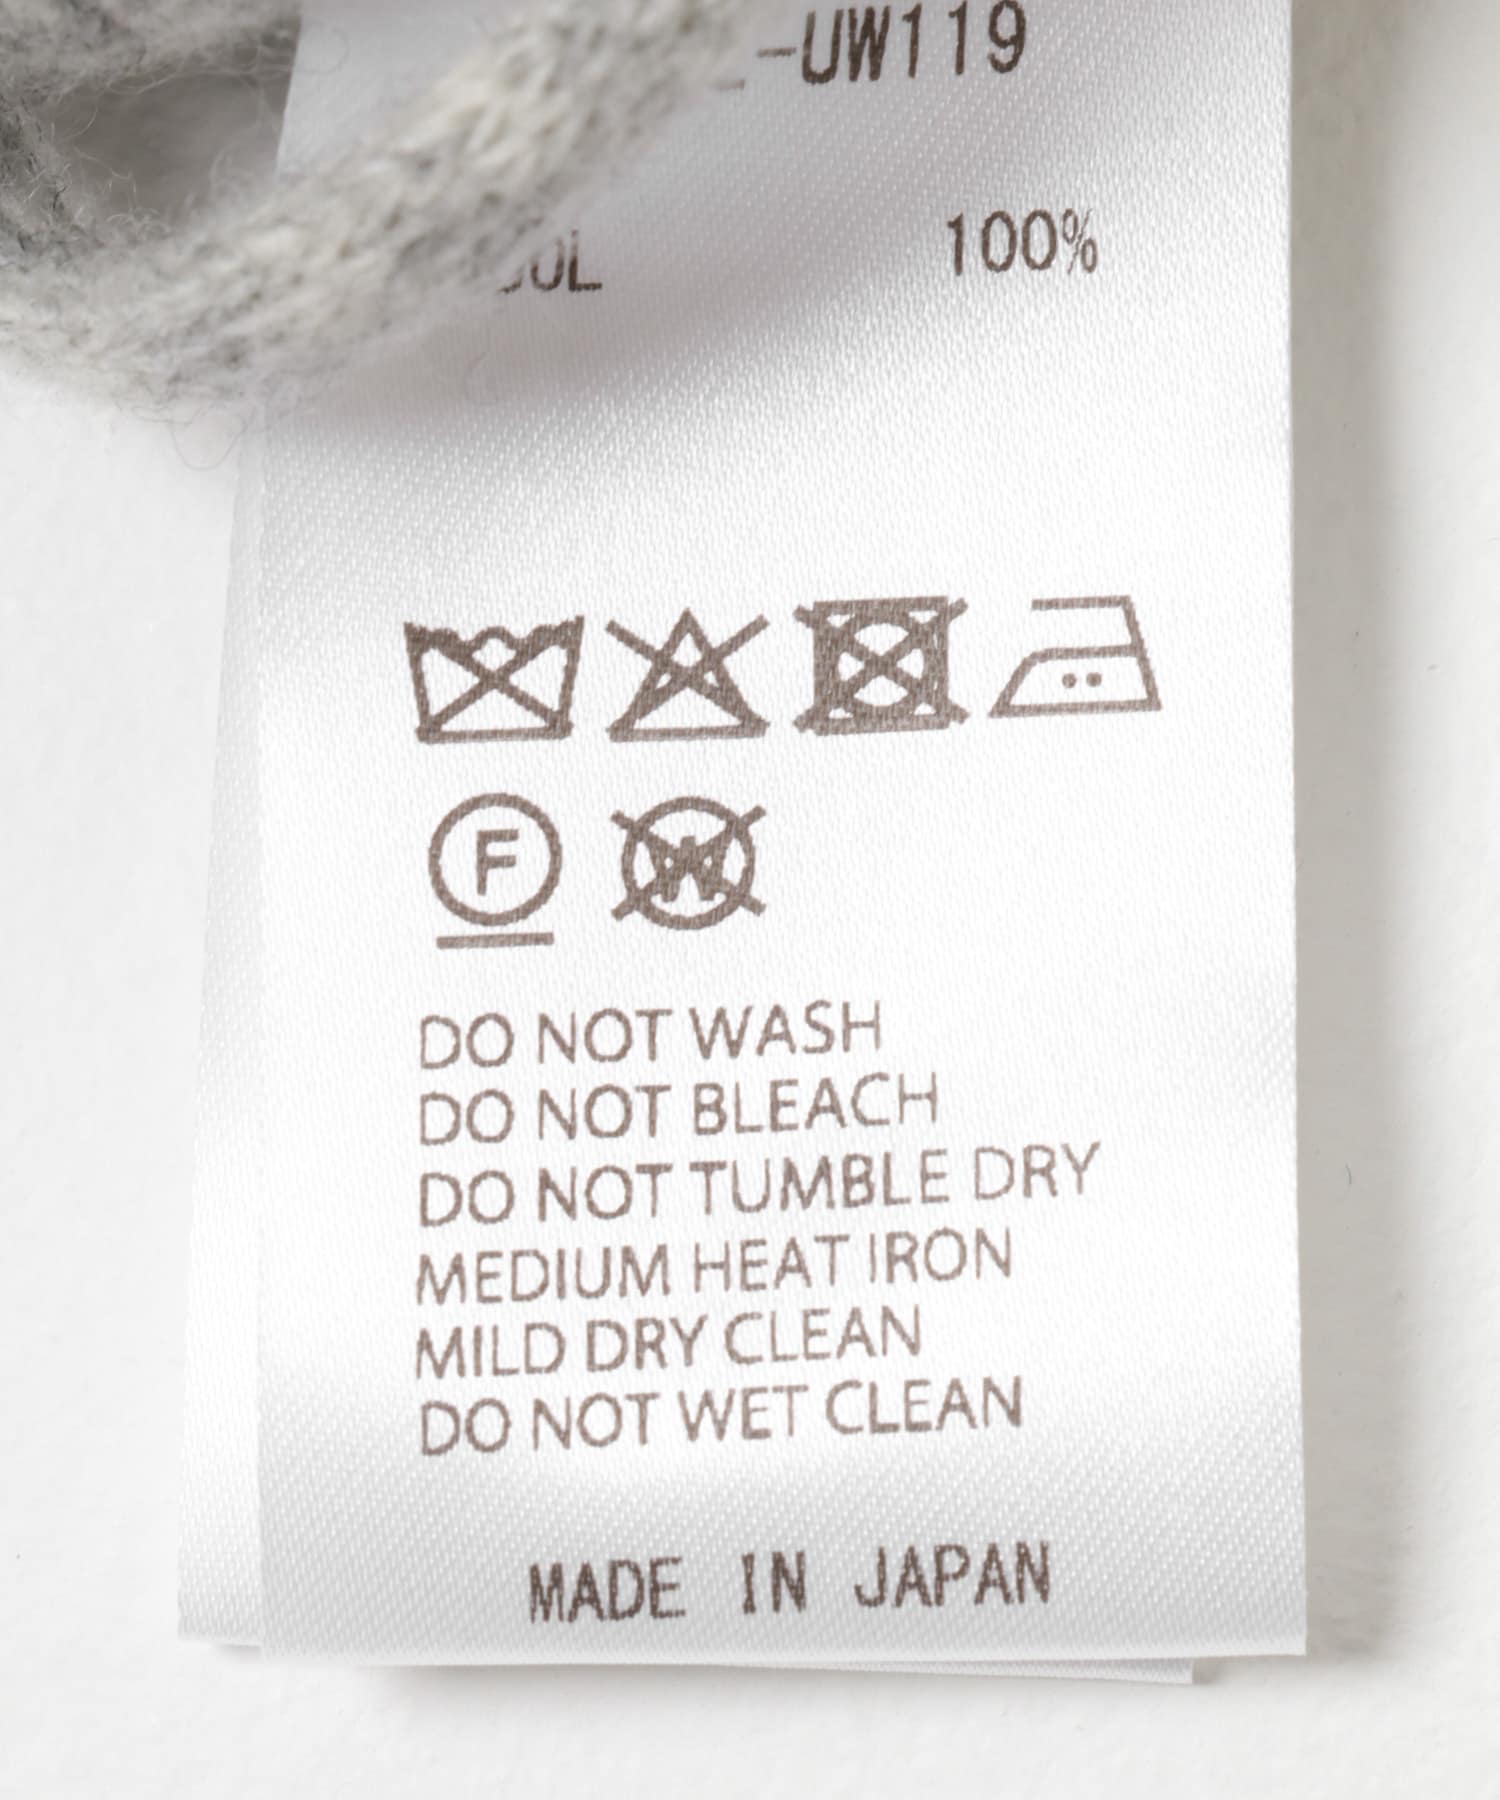 -UW119
100%
F
W
DO NOT WASH
DO NOT BLEACH
DO NOT TUMBLE DRY
MEDIUM HEAT IRON
MILD DRY CLEAN
DO NOT WET CLEAN
MADE IN JAPAN